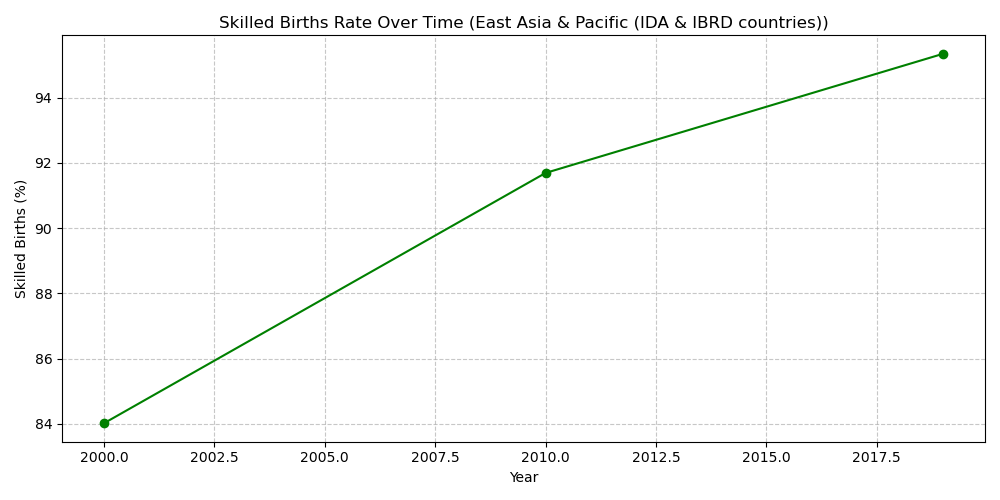 Skilled Births Rate Over Time (East Asia & Pacific (IDA & IBRD countries))
Skilled Births (%)
94
92
90
88
86
84
2000.0 2002.5 2005.0 2007.5 2010.0 2012.5 2015.0 2017.5
Year